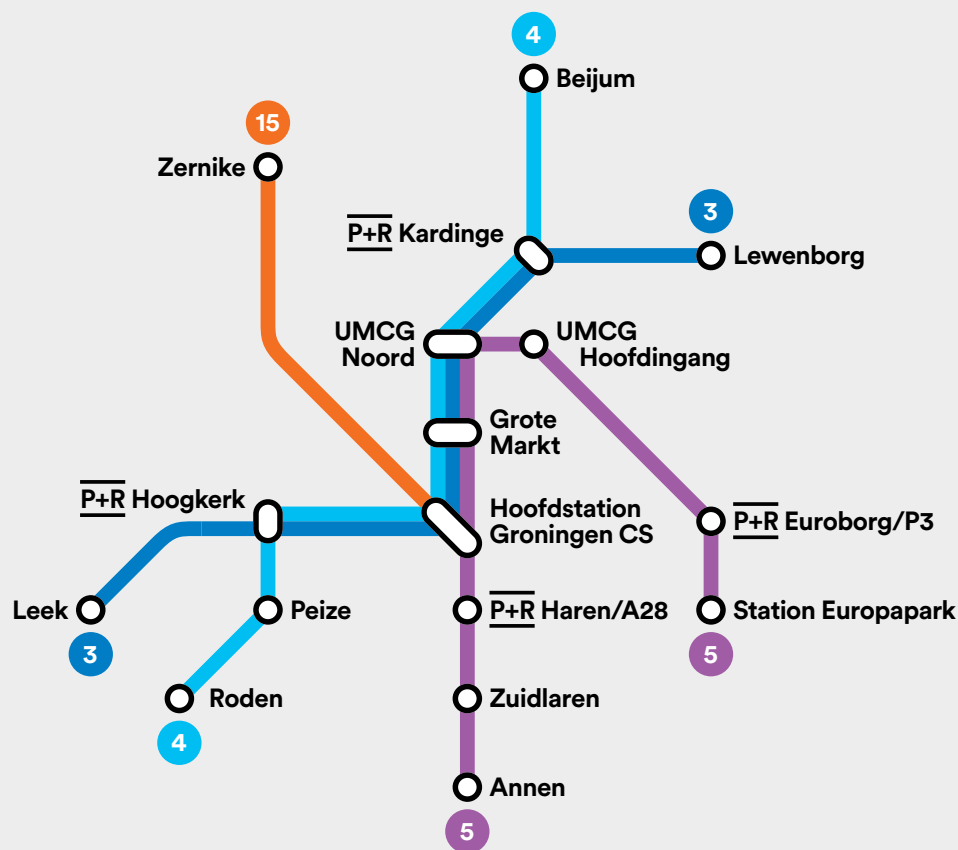 4
Beijum
15
Zernike
3
P+R Kardinge
Lewenborg
UMCG
Noord
UMCG
Hoofdingang
Grote
Markt
P+R Hoogkerk
Hoofdstation
Groningen CS
P+R Euroborg/P3
Leek
Peize
P+R Haren/A28
Station Europapark
3
5
Roden
Zuidlaren
4
Annen
5